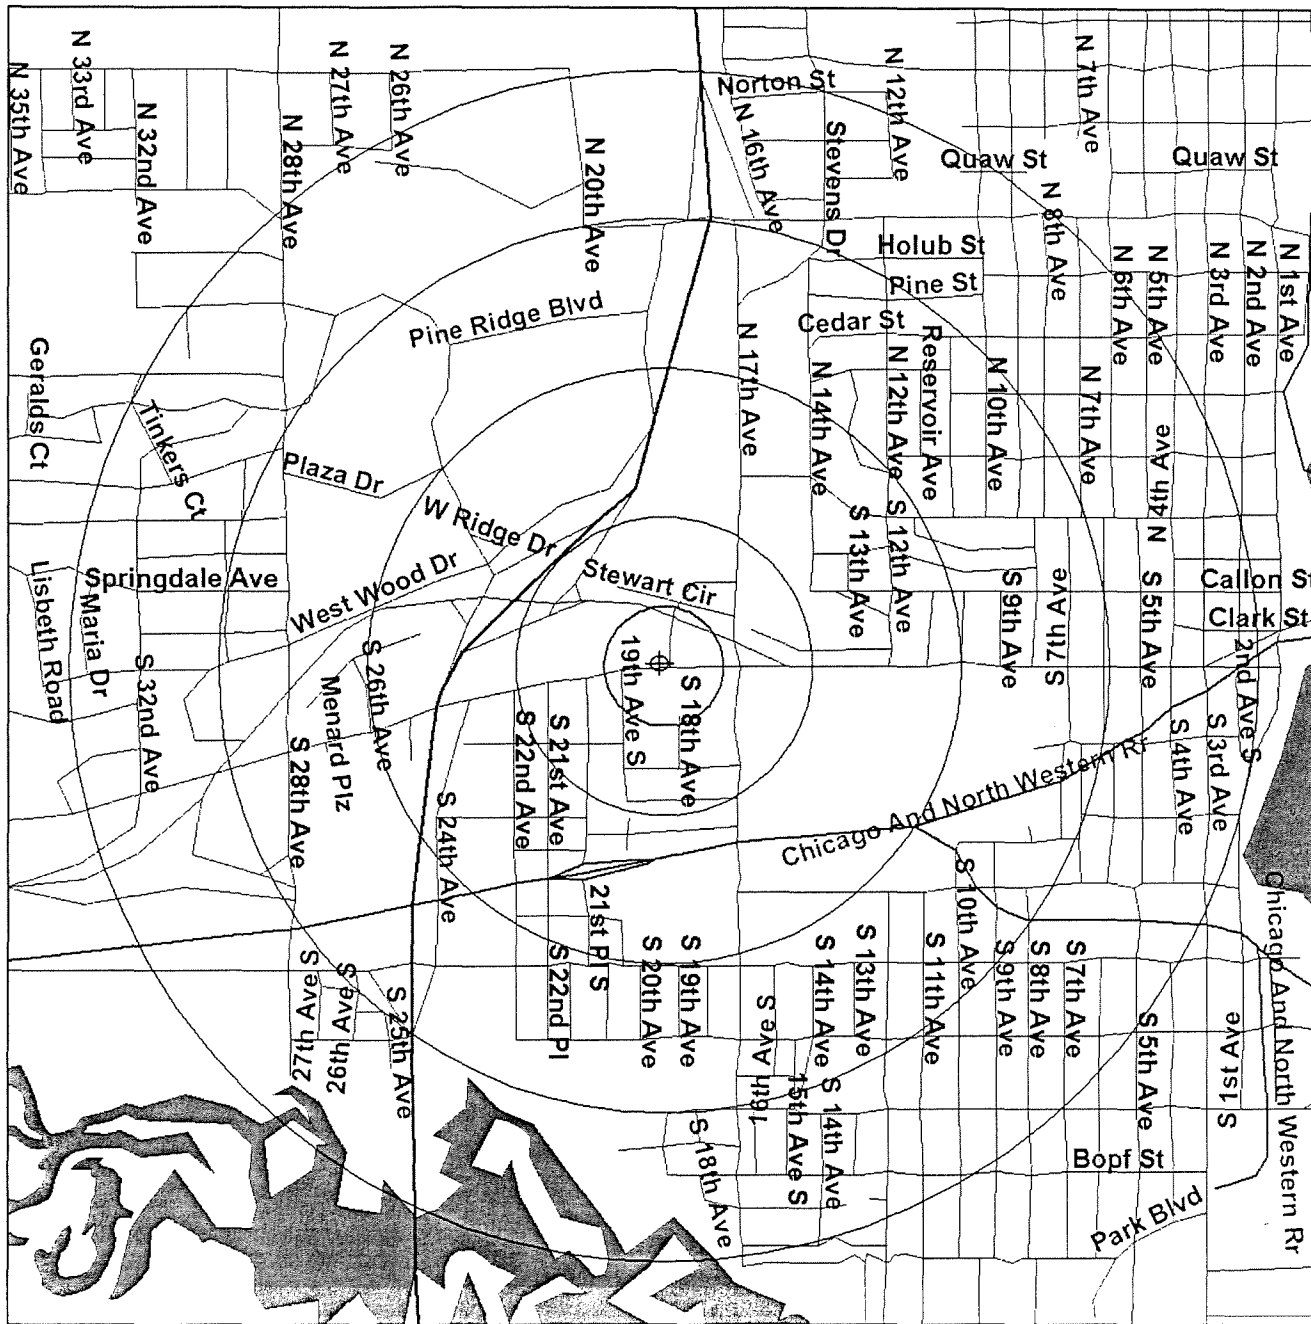 N 35th Ave
N 33rd Ave
N 32nd Ave
N 28th Ave
N 27th Ave
N 26th Ave
N 20th Ave
Norton St
N 16th Ave
Stevens Dr
N 12th Ave
Quaw St
N 7th Ave
Quaw St
N 8th Ave
Holub St
Pine St
Cedar St
N 6th Ave
N 5th Ave
N 3rd Ave
N 2nd Ave
N 1st Ave
Pine Ridge Blvd
N 17th Ave
N 14th Ave
N 12th Ave
Reservoir Ave
N 10th Ave
N 7th Ave
N 4th Ave
Geralds Ct
Tinkers Ct
Plaza Dr
W Ridge Dr
West Wood Dr
Stewart Cir
S 13th Ave
S 12th Ave
S 9th Ave
S 7th Ave
S 5th Ave
Callon St
Clark St
Springdale Ave
Lisbeth Road
Maria Dr
S 32nd Ave
S 26th Ave
Menard Plz
S 28th Ave
19th Ave S
S 18th Ave
S 22nd Ave
S 21st Ave
S 24th Ave
2nd Ave S
S 3rd Ave
S 4th Ave
Chicago And North Western Rr
Chicago And North Western Rr
S 10th Ave
27th Ave S
26th Ave S
S 25th Ave
S 22nd Pl
21st Pl S
S 20th Ave
S 19th Ave
16th Ave S
S 14th Ave
S 13th Ave
S 11th Ave
S 9th Ave
S 8th Ave
S 7th Ave
S 5th Ave
S 1st Ave
15th Ave S
S 14th Ave
S 18th Ave
Bopf St
Park Blvd